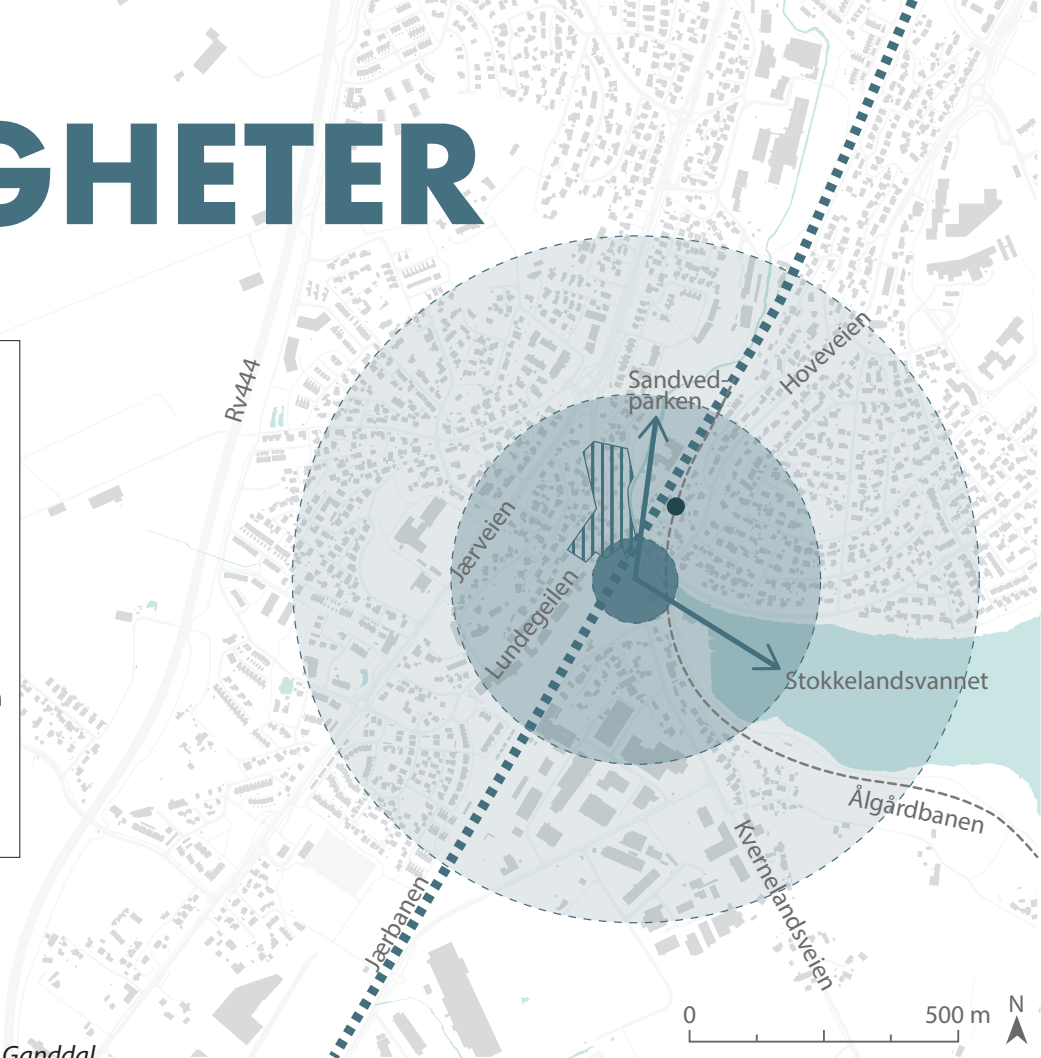 GHETER
Rv444
Hoveveien
Sandved-
parken
Jærveien
Lundegeilen
Stokkelandsvannet
Ålgårdbanen
Kvernelandsveien
Jærbanen
0 500 m N
Ganddal